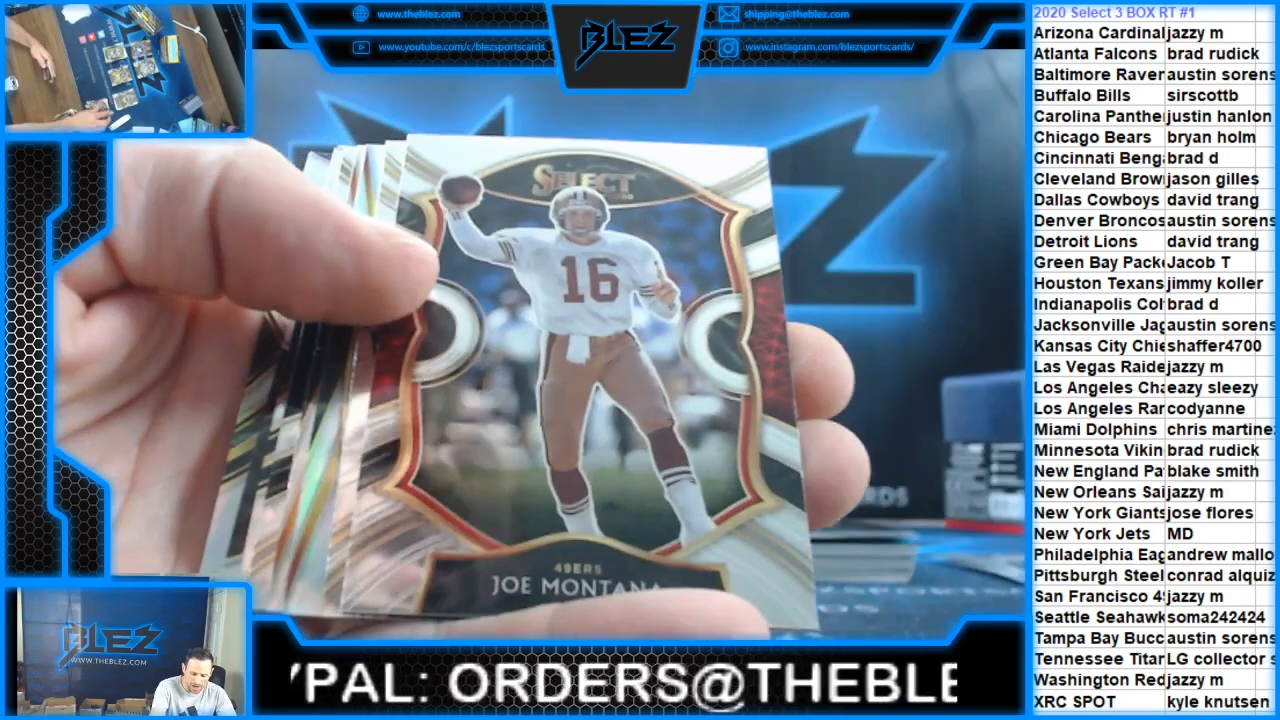 www.theblez.com
www.youtube.com/c/blezsportscards
BLEZ
shipping@theblez.com
www.instagram.com/blezsportscards/
SELECT
16
49ERS
JOE MONTANA
BLEZ
WWW.THEBLEZ.COM
YPAL: ORDERS@THEBLE
2020 Select 3 BOX RT #1
Arizona Cardinal jazzy m
Atlanta Falcons brad rudick
Baltimore Raver austin sorens
Buffalo Bills sirscottb
Carolina Panthe justin hanlon
Chicago Bears bryan holm
Cincinnati Benga brad d
Cleveland Brow jason gilles
Dallas Cowboys david trang
Denver Broncos austin sorens
Detroit Lions david trang
Green Bay Packe Jacob T
Houston Texans jimmy koller
Indianapolis Col brad d
Jacksonville Jag austin sorens
Kansas City Chie shaffer4700
Las Vegas Raide jazzy m
Los Angeles Cha eazy sleezy
Los Angeles Rar codyanne
Miami Dolphins chris martine
Minnesota Vikin brad rudick
New England Pa blake smith
New Orleans Sai jazzy m
New York Giants jose flores
New York Jets MD
Philadelphia Eag andrew mallo
Pittsburgh Steel conrad alquiz
San Francisco 49 jazzy m
Seattle Seahawk soma242424
Tampa Bay Bucc austin sorens
Tennessee Titar LG collector s
Washington Red jazzy m
XRC SPOT kyle knutsen